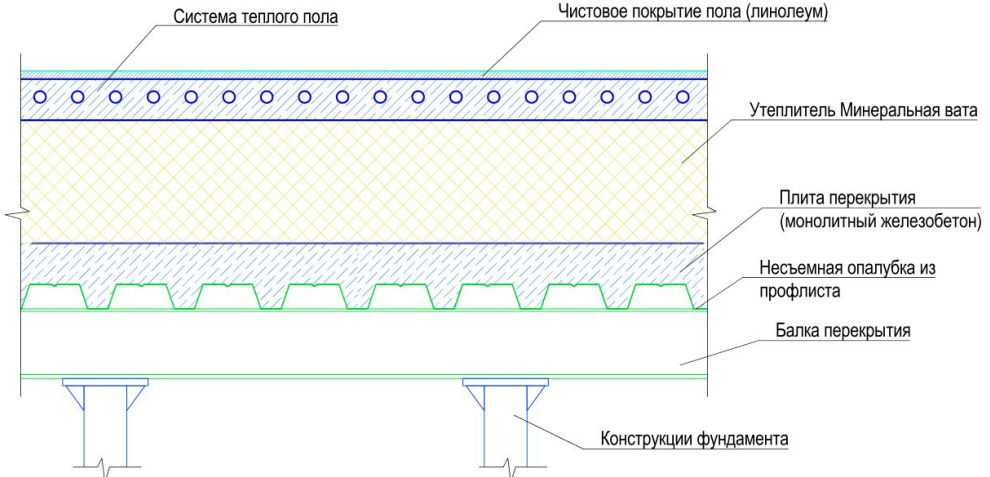 Система теплого пола
Чистовое покрытие пола (линолеум)
Утеплитель Минеральная вата
Плита перекрытия
(монолитный железобетон)
Несъемная опалубка из
профлиста
Балка перекрытия
Конструкции фундамента